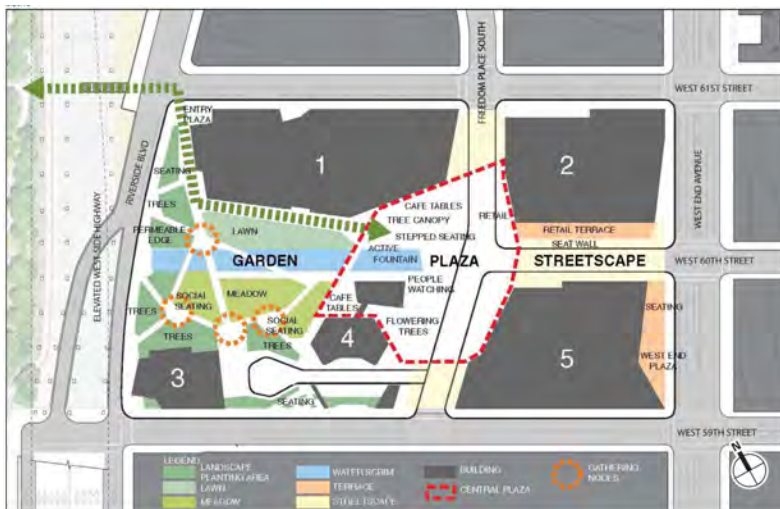 WEST 61ST STREET
FREEDOM PLACE SOUTH
ENTRY
PLAZA
1
2
SEATING
RIVERSIDE BLVD
TREES
CAFE TABLES
TREE CANOPY
STEPPED SEATING
RETAIL
WEST END AVENUE
PERMEABLE
EDGE
LAWN
RETAIL TERRACE
SEAT WALL
ACTIVE
FOUNTAIN
GARDEN
PLAZA
STREETSCAPE
WEST 60TH STREET
ELEVATED WEST SIDE HIGHWAY
PEOPLE
WATCHING
SOCIAL
SEATING
MEADOW
CAFE
TABLES
SEATING
TREES
SOCIAL
SEATING
FLOWERING
TREES
TREES
TREES
4
5
WEST END
PLAZA
3
SEATING
WEST 59TH STREET
LEGEND
LANDSCAPE
PLANTING AREA
LAWN
MEADOW
WATER SCRIM
TERRACE
STREETSCAPE
BUILDING
CENTRAL PLAZA
GATHERING
NODES
N